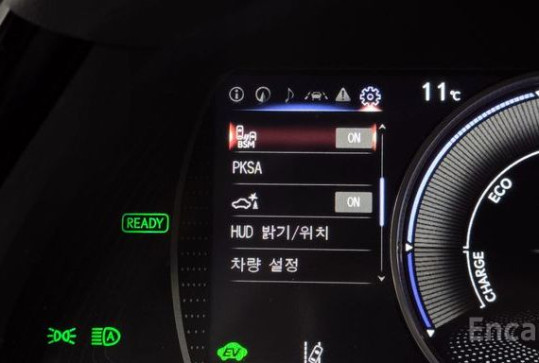 11℃
BSM
ON
PKSA
ON
READY
HUD 밝기/위치
차량 설정
ECO
CHARGE
A
EV
Enca